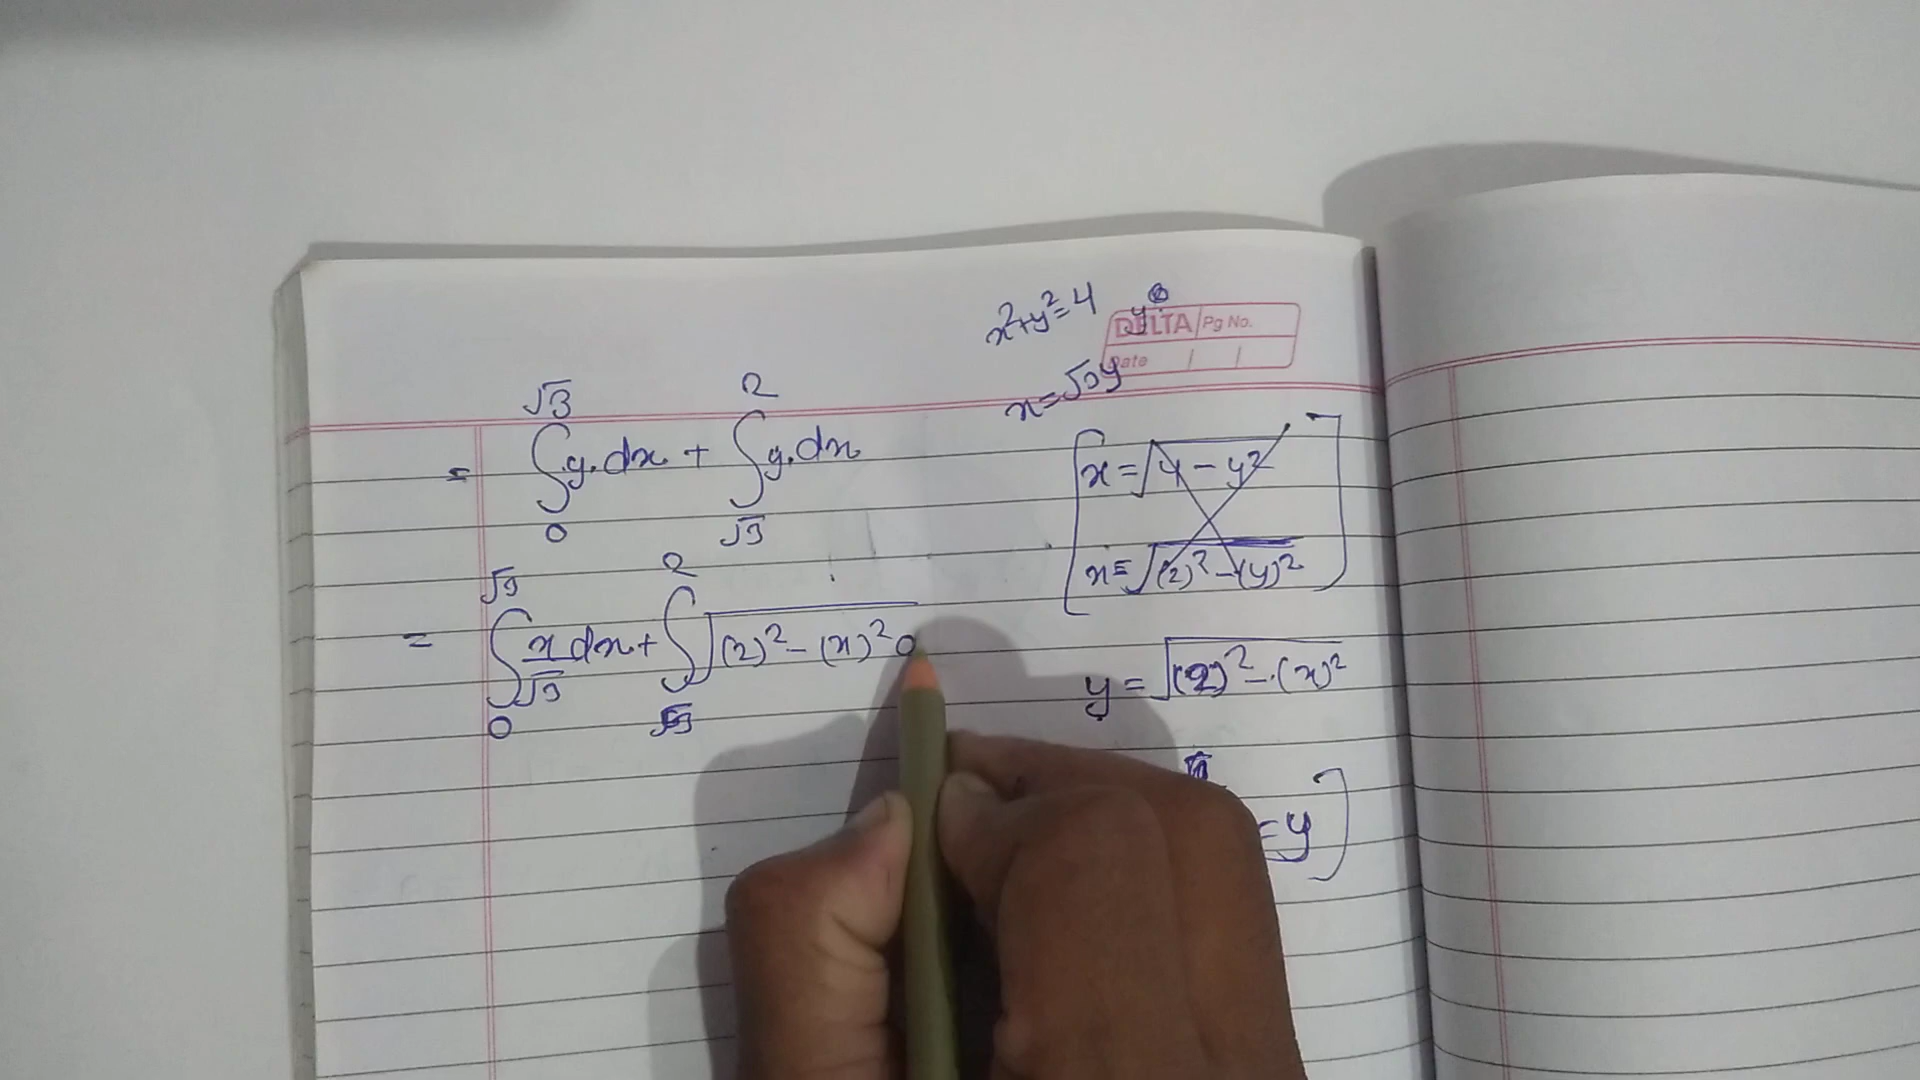 x²+y²=4
y
DELTA Pg No.
Date
x=√3y
= ∫₀^√3 y.dx + ∫_√3^2 y.dx
[x=√4-y²
x=√(2)²-(y)²]
= ∫₀^√3 x/√3 dx + ∫_√3^2 √(2)²-(x)²
y=√(2)²-(x)²
=y]